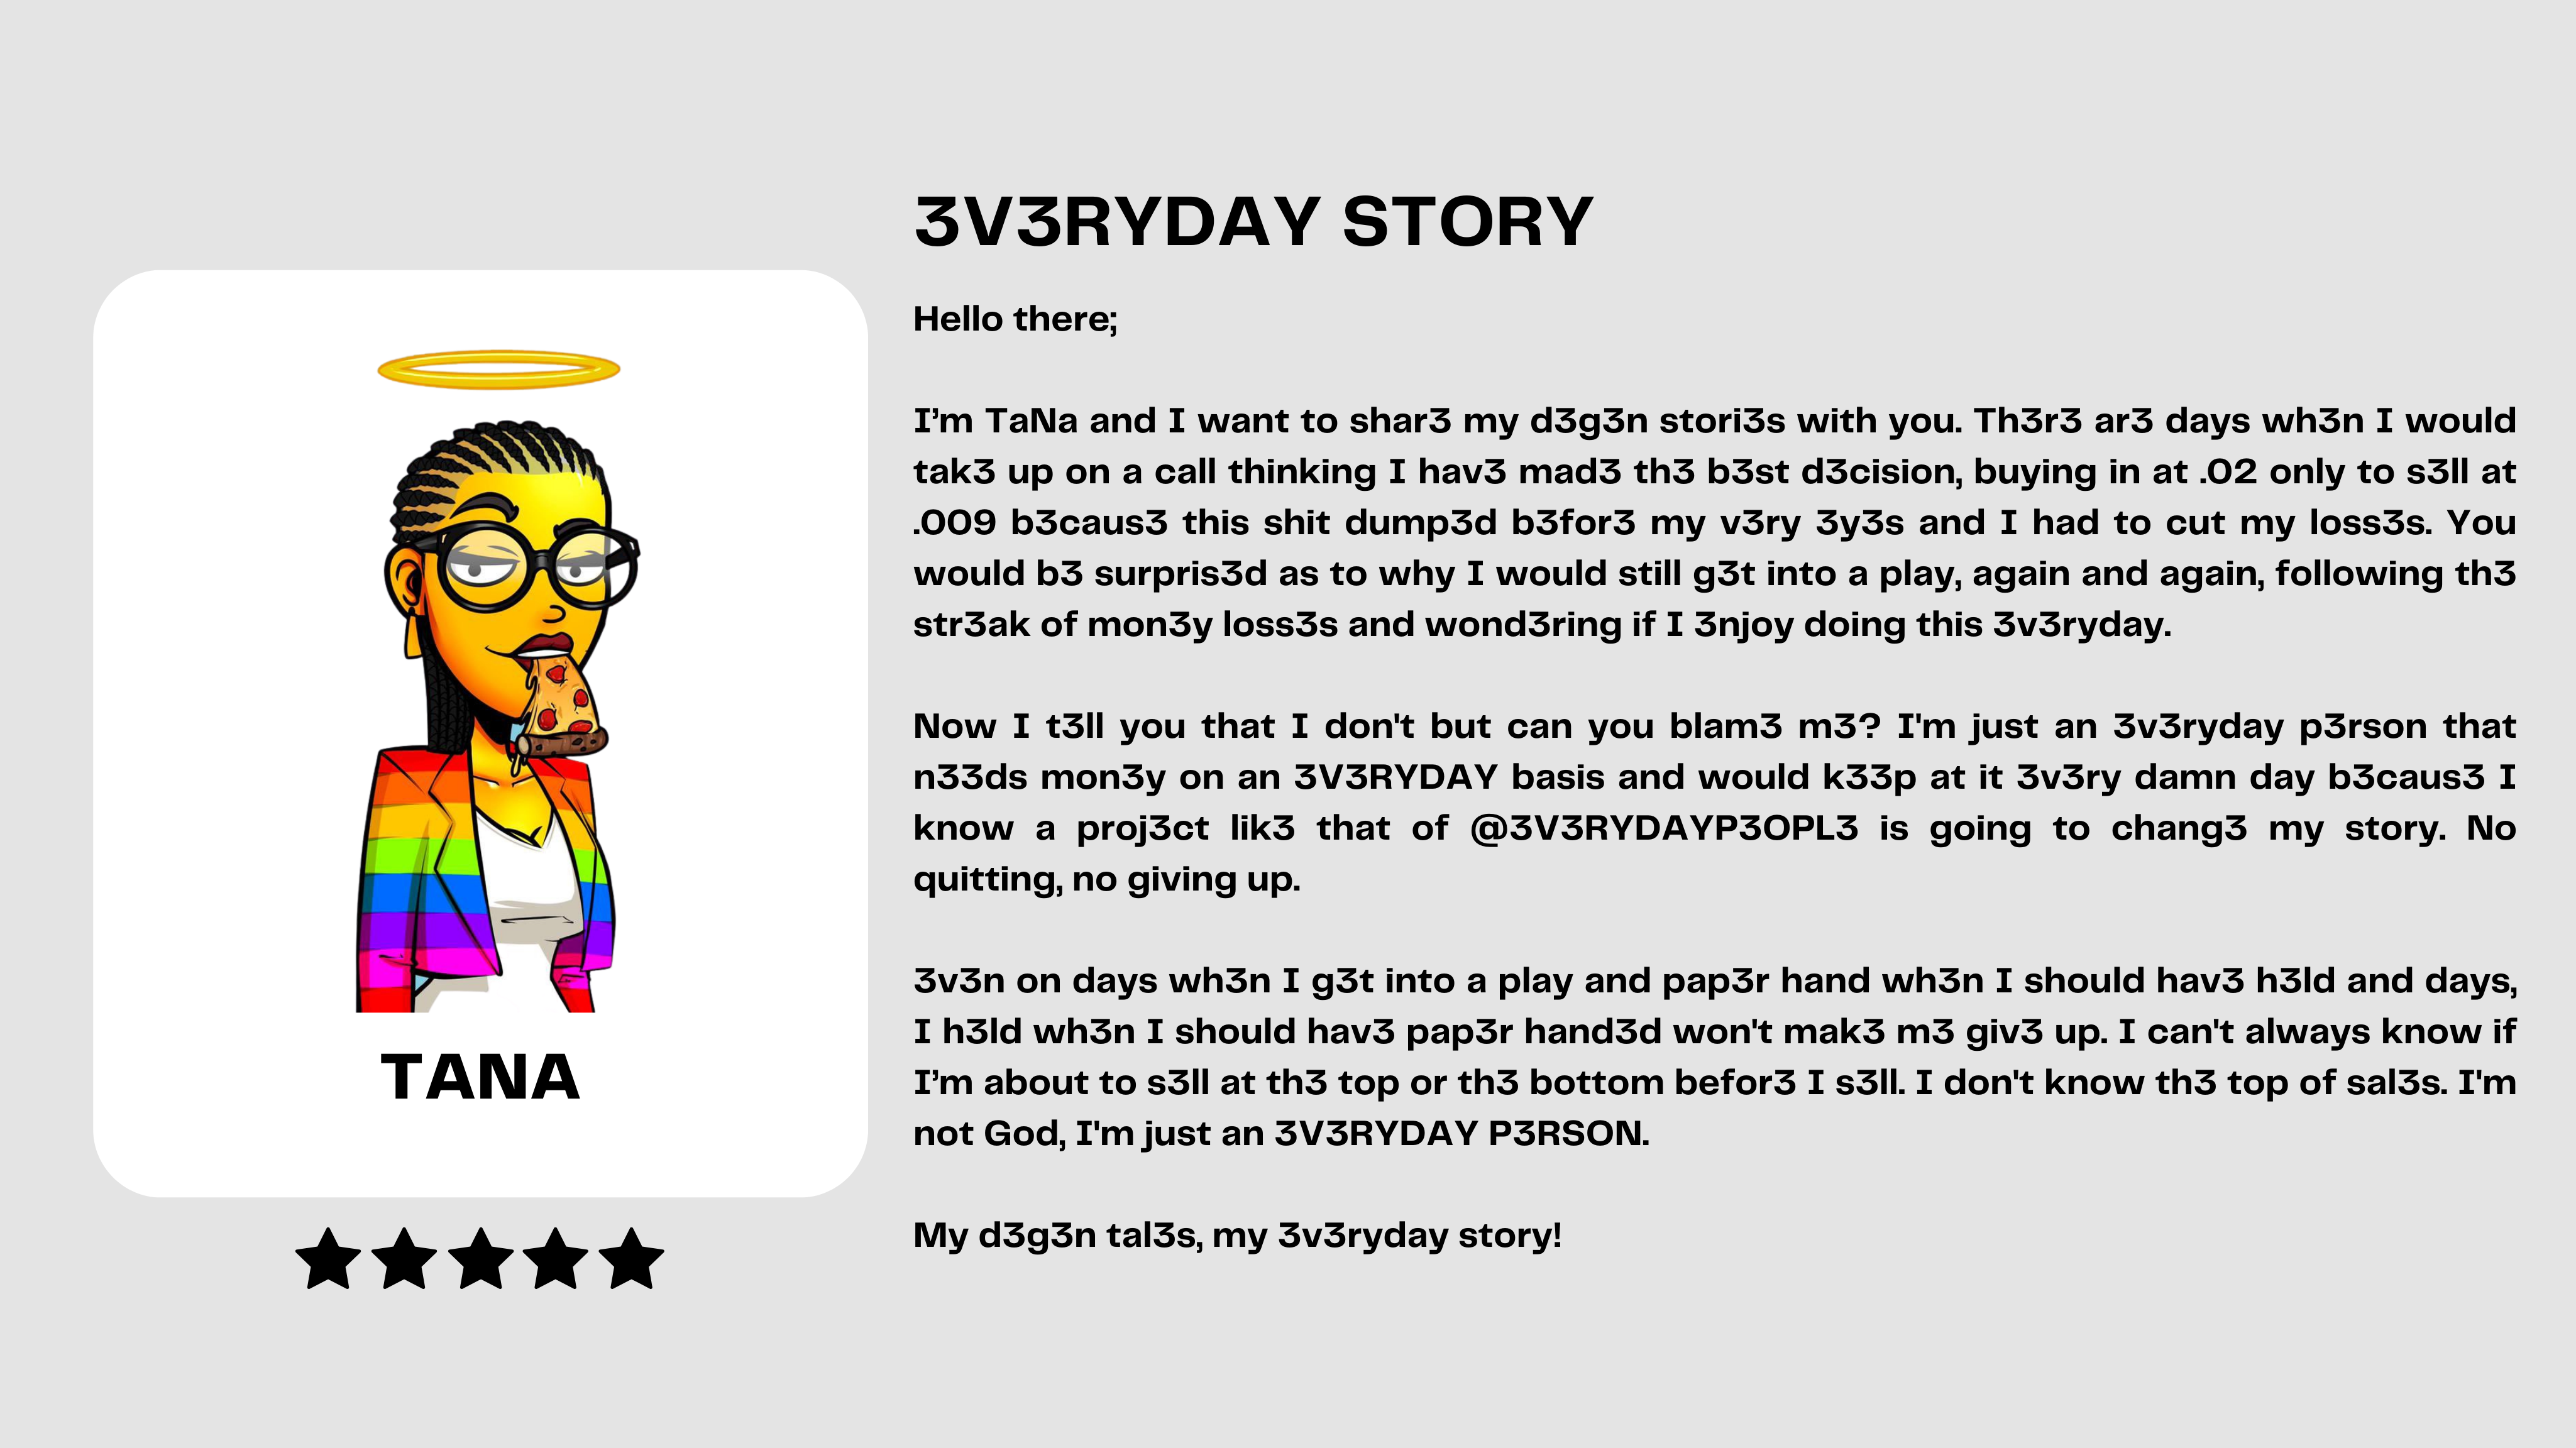 3V3RYDAY STORY
Hello there;
I’m TaNa and I want to shar3 my d3g3n stori3s with you. Th3r3 ar3 days wh3n I would
tak3 up on a call thinking I hav3 mad3 th3 b3st d3cision, buying in at .02 only to s3ll at
.009 b3caus3 this shit dump3d b3for3 my v3ry 3y3s and I had to cut my loss3s. You
would b3 surpris3d as to why I would still g3t into a play, again and again, following th3
str3ak of mon3y loss3s and wond3ring if I 3njoy doing this 3v3ryday.
Now I t3ll you that I don't but can you blam3 m3? I'm just an 3v3ryday p3rson that
n33ds mon3y on an 3V3RYDAY basis and would k33p at it 3v3ry damn day b3caus3 I
know a proj3ct lik3 that of @3V3RYDAYP3OPL3 is going to chang3 my story. No
quitting, no giving up.
3v3n on days wh3n I g3t into a play and pap3r hand wh3n I should hav3 h3ld and days,
I h3ld wh3n I should hav3 pap3r hand3d won't mak3 m3 giv3 up. I can't always know if
I’m about to s3ll at th3 top or th3 bottom befor3 I s3ll. I don't know th3 top of sal3s. I'm
not God, I'm just an 3V3RYDAY P3RSON.
My d3g3n tal3s, my 3v3ryday story!
TANA